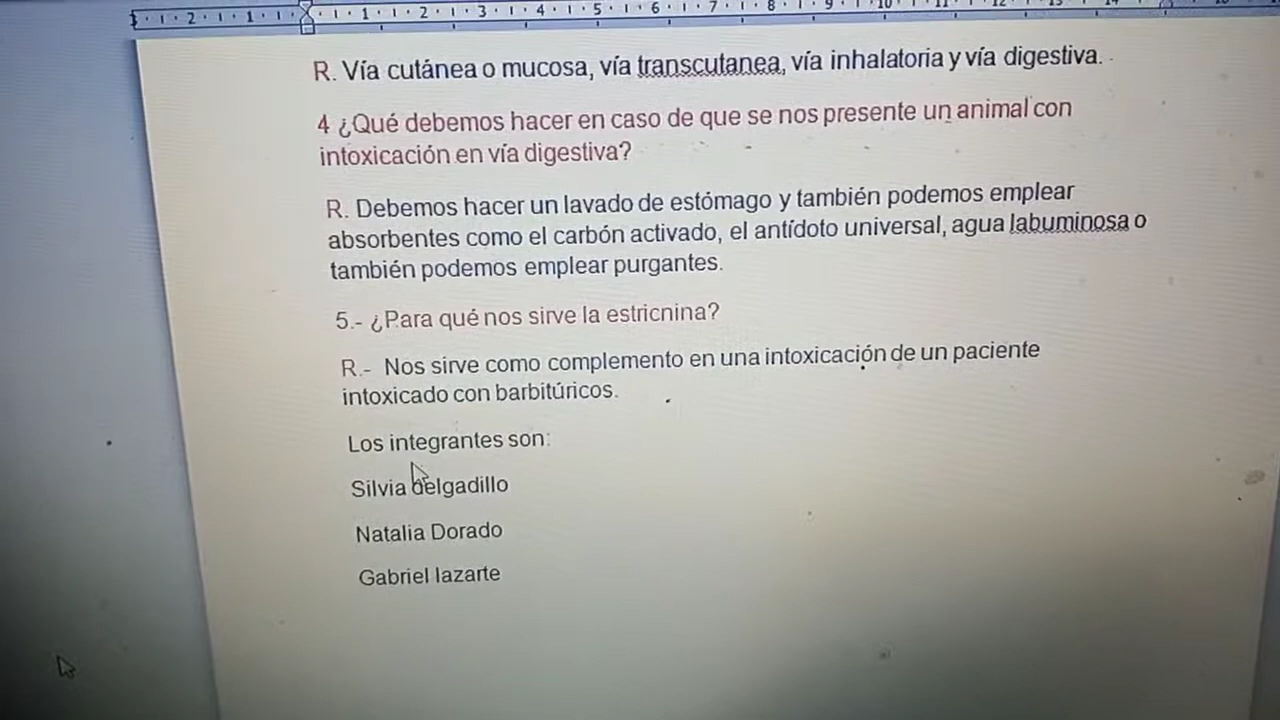 R. Vía cutánea o mucosa, vía transcutanea, vía inhalatoria y vía digestiva.
4 ¿Qué debemos hacer en caso de que se nos presente un animal con
intoxicación en vía digestiva?
R. Debemos hacer un lavado de estómago y también podemos emplear
absorbentes como el carbón activado, el antídoto universal, agua labuminosa o
también podemos emplear purgantes.
5.- ¿Para qué nos sirve la estricnina?
R.- Nos sirve como complemento en una intoxicación de un paciente
intoxicado con barbitúricos.
Los integrantes son:
Silvia delgadillo
Natalia Dorado
Gabriel lazarte